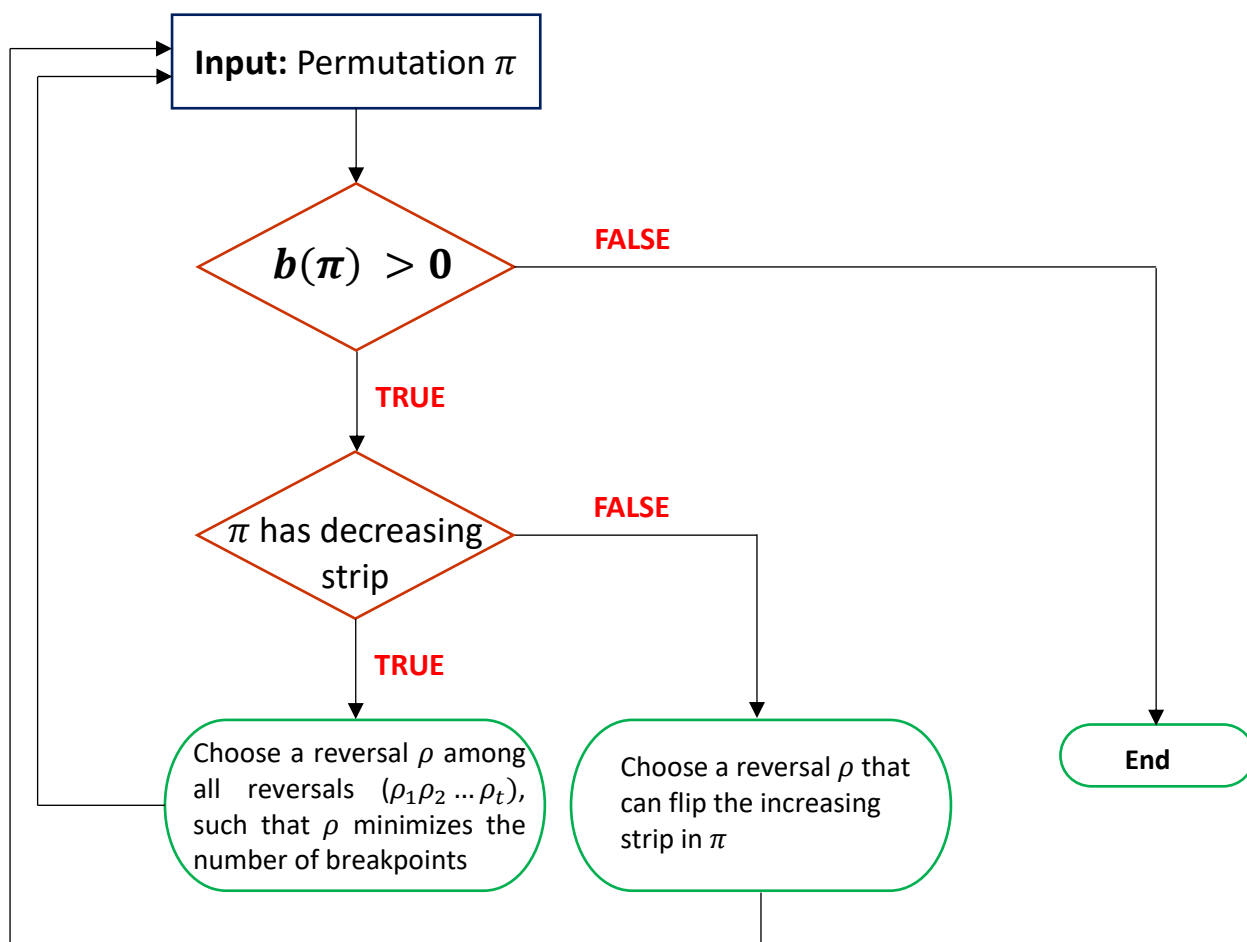 Input: Permutation π
b(π) > 0
FALSE
TRUE
π has decreasing
strip
FALSE
TRUE
Choose a reversal ρ among
all reversals (ρ₁ρ₂ … ρₜ),
such that ρ minimizes the
number of breakpoints
Choose a reversal ρ that
can flip the increasing
strip in π
End